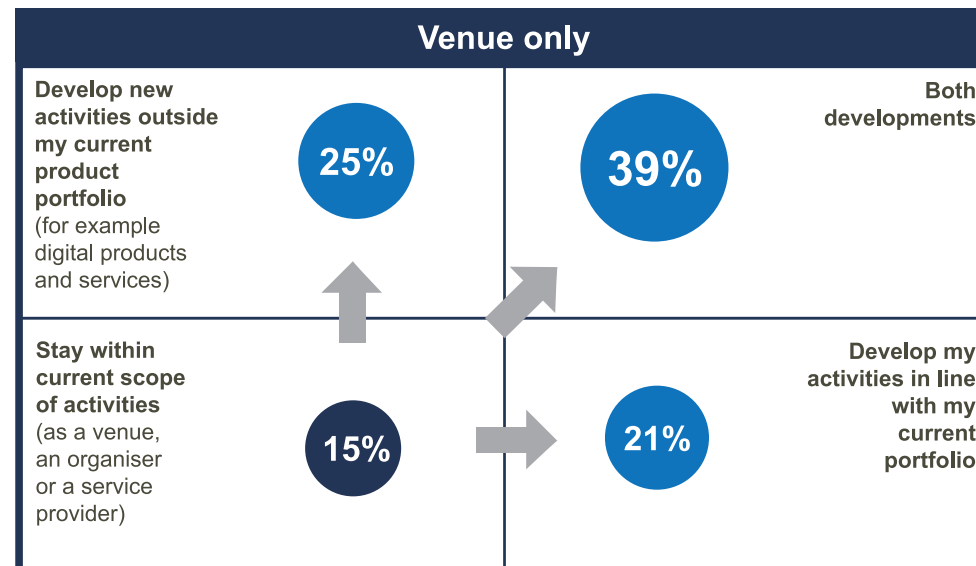 Venue only
Develop new
activities outside
my current
product
portfolio
(for example
digital products
and services)
25%
39%
Both
developments
Stay within
current scope
of activities
(as a venue,
an organiser
or a service
provider)
15%
21%
Develop my
activities in line
with my
current
portfolio